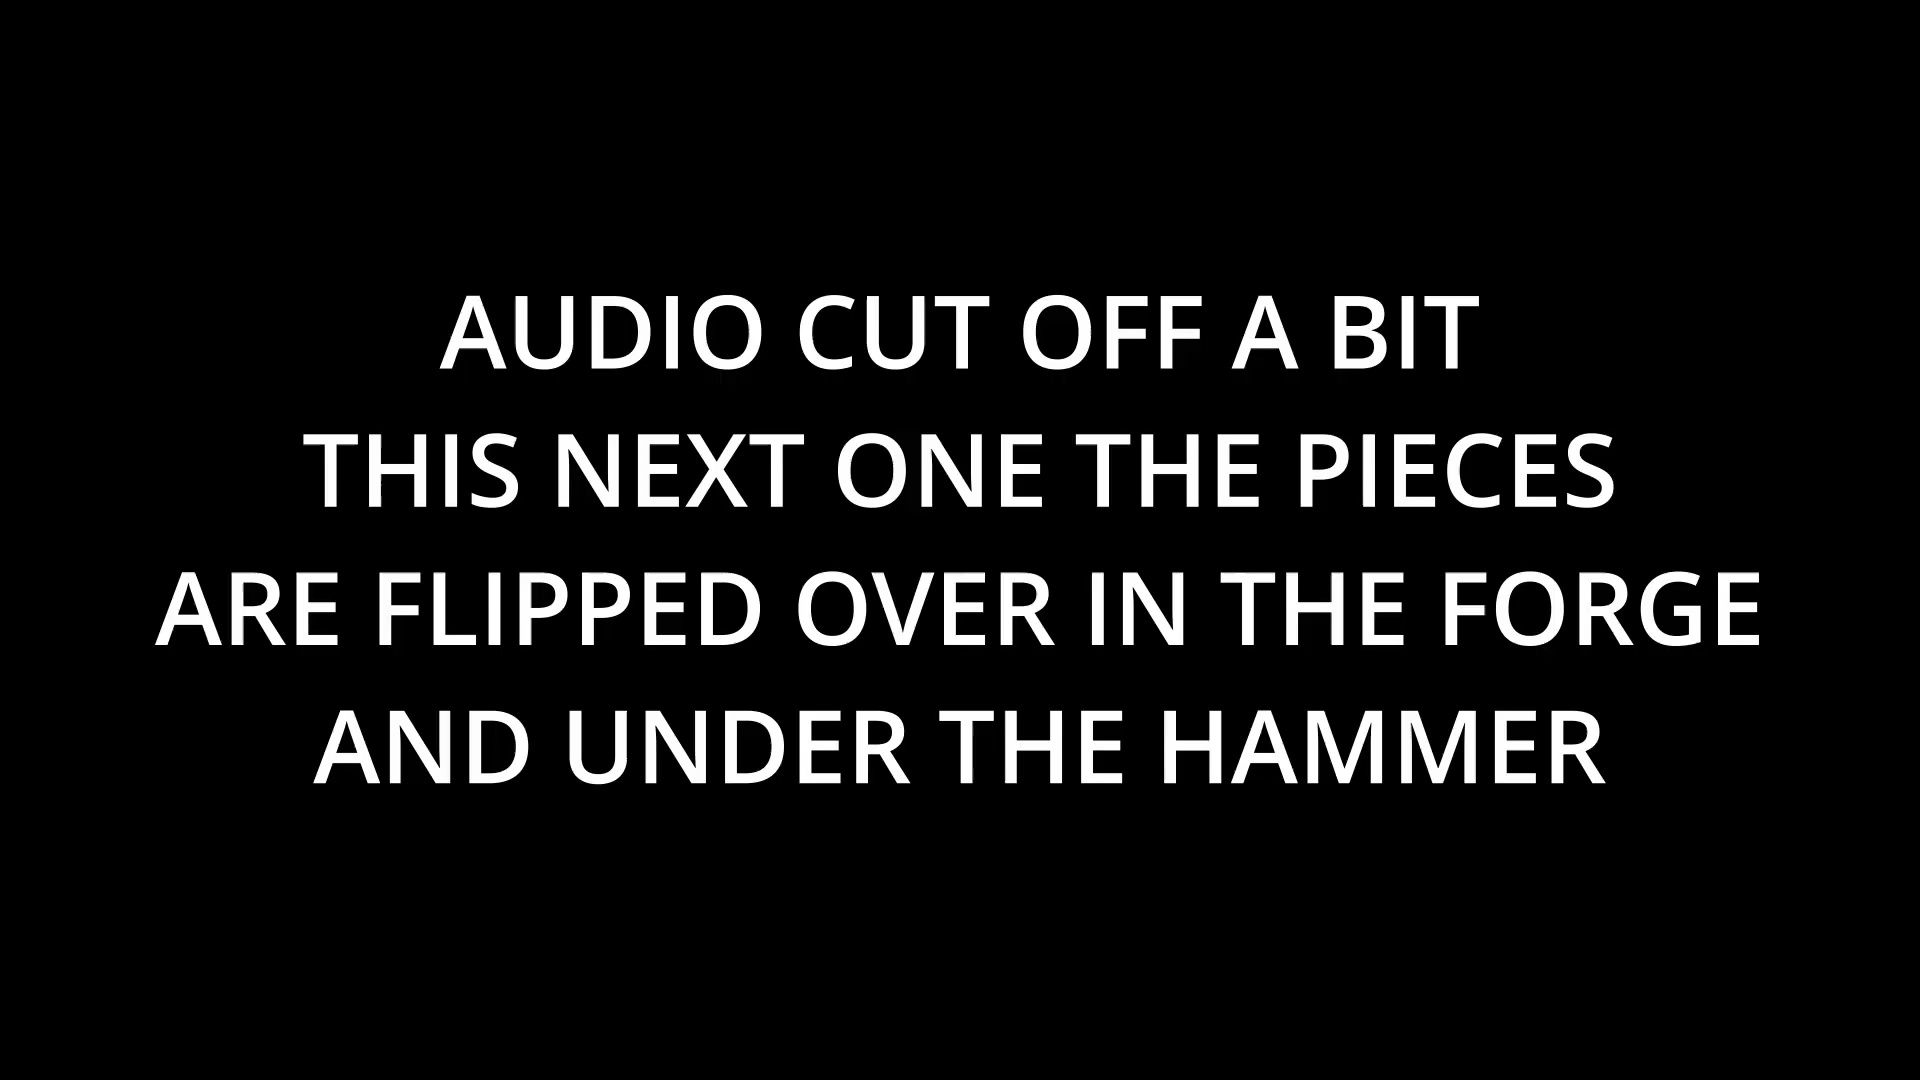 AUDIO CUT OFF A BIT
THIS NEXT ONE THE PIECES
ARE FLIPPED OVER IN THE FORGE
AND UNDER THE HAMMER